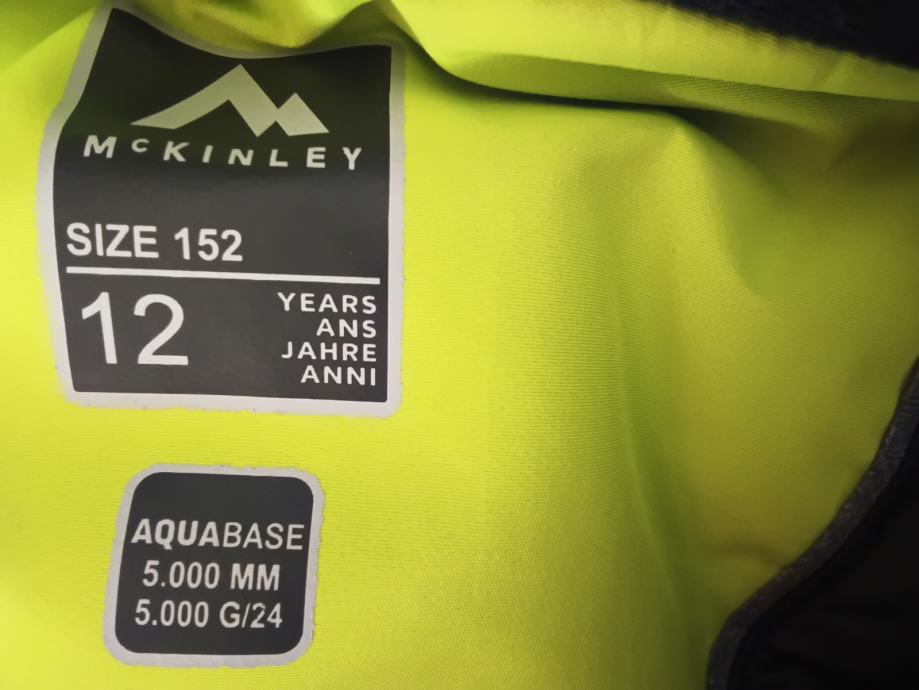 McKINLEY
SIZE 152
12
YEARS
ANS
JAHRE
ANNI
AQUABASE
5.000 MM
5.000 G/24